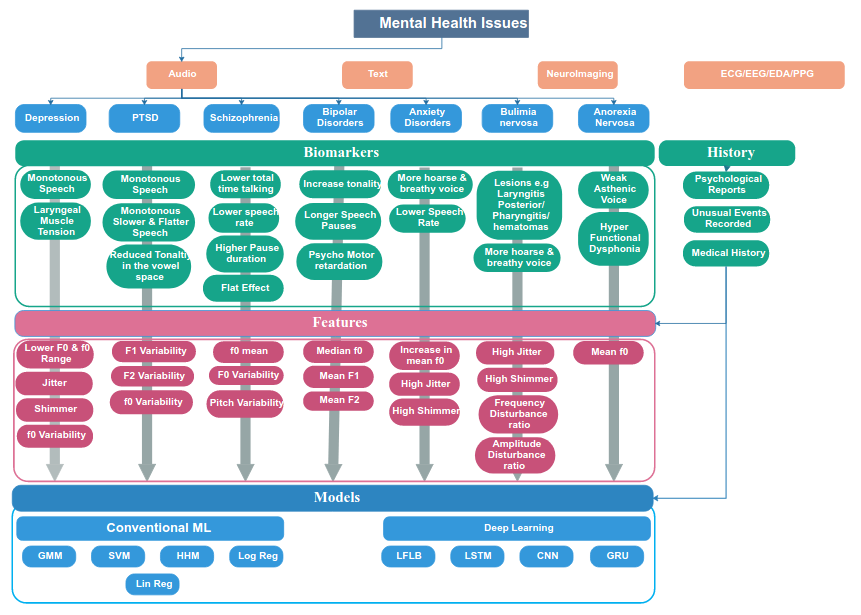 Mental Health Issues
Audio
Text
NeuroImaging
ECG/EEG/EDA/PPG
Depression
PTSD
Schizophrenia
Bipolar
Disorders
Anxiety
Disorders
Bulimia
nervosa
Anorexia
Nervosa
Biomarkers
History
Monotonous
Speech
Laryngeal
Muscle
Tension
Monotonous
Speech
Monotonous
Slower & Flatter
Speech
Reduced Tonaltiy
in the vowel
space
Lower total
time talking
Lower speech
rate
Higher Pause
duration
Flat Effect
Increase tonality
Longer Speech
Pauses
Psycho Motor
retardation
More hoarse &
breathy voice
Lower Speech
Rate
Lesions e.g
Laryngitis
Posterior/
Pharyngitis/
hematomas
More hoarse &
breathy voice
Weak
Asthenic
Voice
Hyper
Functional
Dysphonia
Psychological
Reports
Unusual Events
Recorded
Medical History
Features
Lower F0 & f0
Range
Jitter
Shimmer
f0 Variability
F1 Variability
F2 Variability
f0 Variability
f0 mean
F0 Variability
Pitch Variability
Median f0
Mean F1
Mean F2
Increase in
mean f0
High Jitter
High Shimmer
High Jitter
High Shimmer
Frequency
Disturbance
ratio
Amplitude
Disturbance
ratio
Mean f0
Models
Conventional ML
GMM
SVM
HHM
Log Reg
Lin Reg
Deep Learning
LFLB
LSTM
CNN
GRU